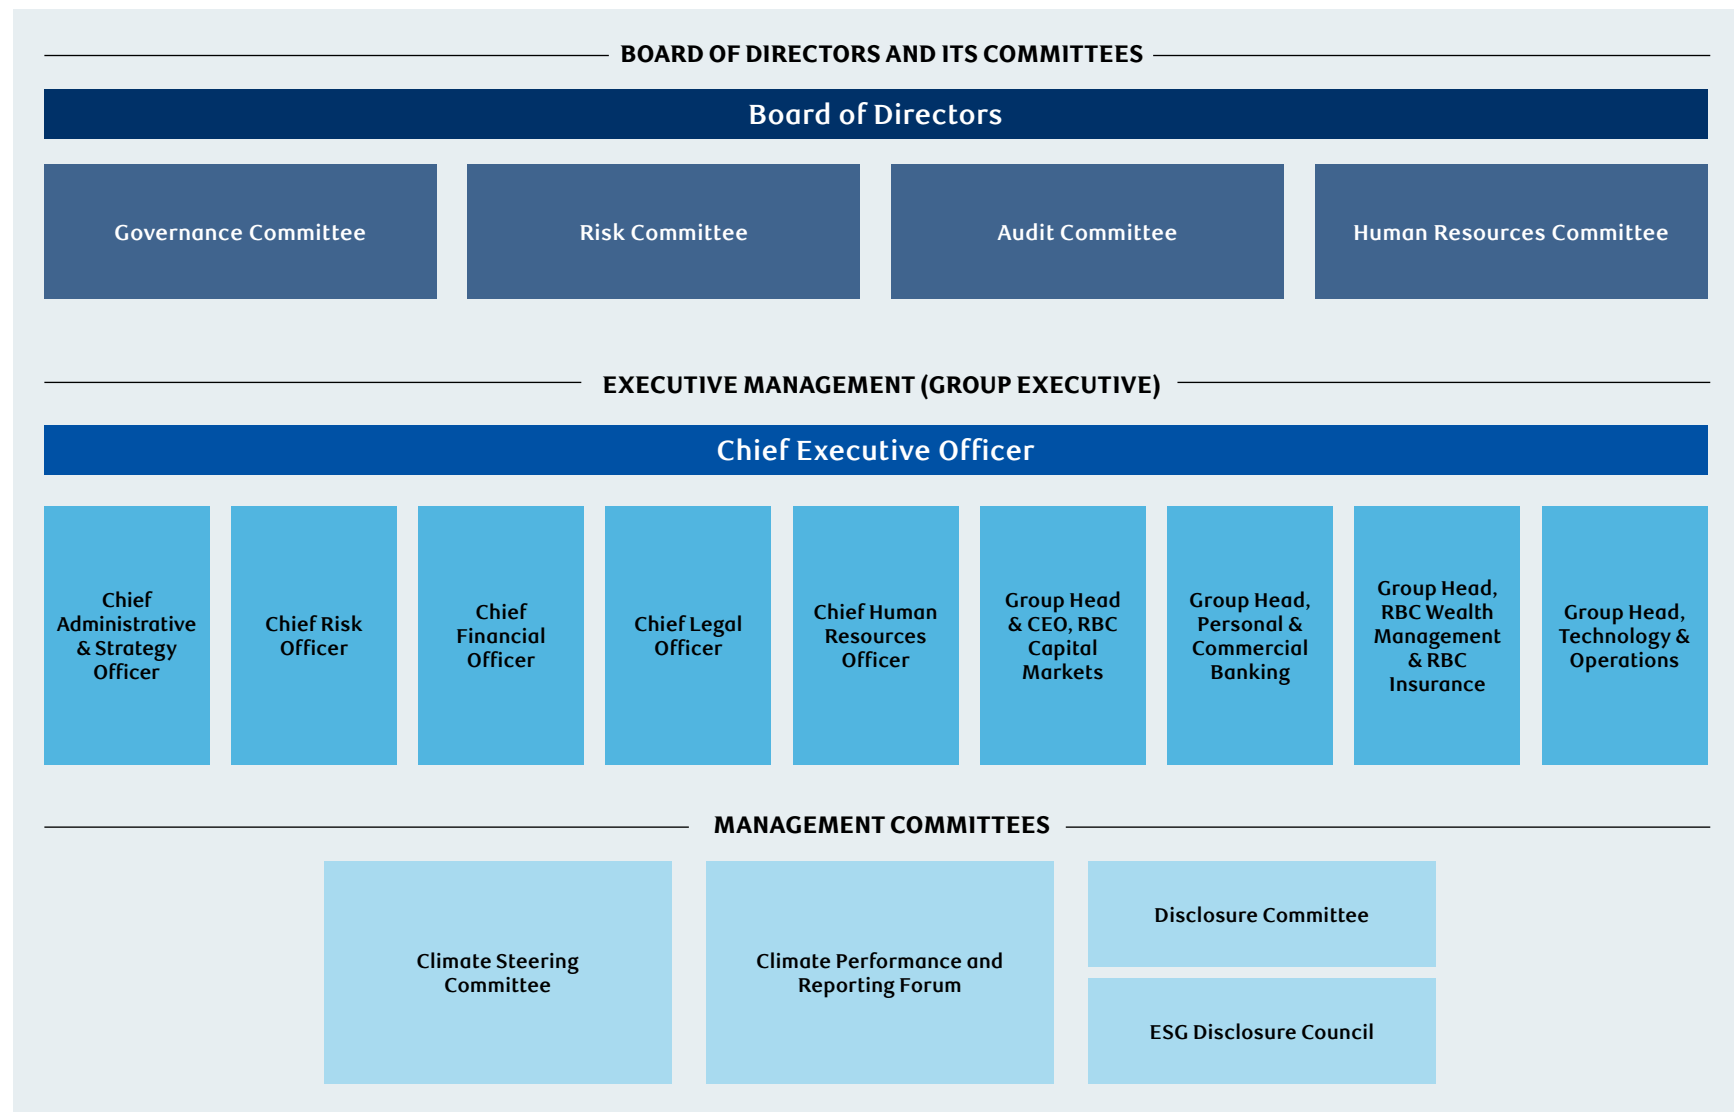 BOARD OF DIRECTORS AND ITS COMMITTEES
Board of Directors
Governance Committee
Risk Committee
Audit Committee
Human Resources Committee
EXECUTIVE MANAGEMENT (GROUP EXECUTIVE)
Chief Executive Officer
Chief
Administrative
& Strategy
Officer
Chief Risk
Officer
Chief
Financial
Officer
Chief Legal
Officer
Chief Human
Resources
Officer
Group Head
& CEO, RBC
Capital
Markets
Group Head,
Personal &
Commercial
Banking
Group Head,
RBC Wealth
Management
& RBC
Insurance
Group Head,
Technology &
Operations
MANAGEMENT COMMITTEES
Climate Steering
Committee
Climate Performance and
Reporting Forum
Disclosure Committee
ESG Disclosure Council